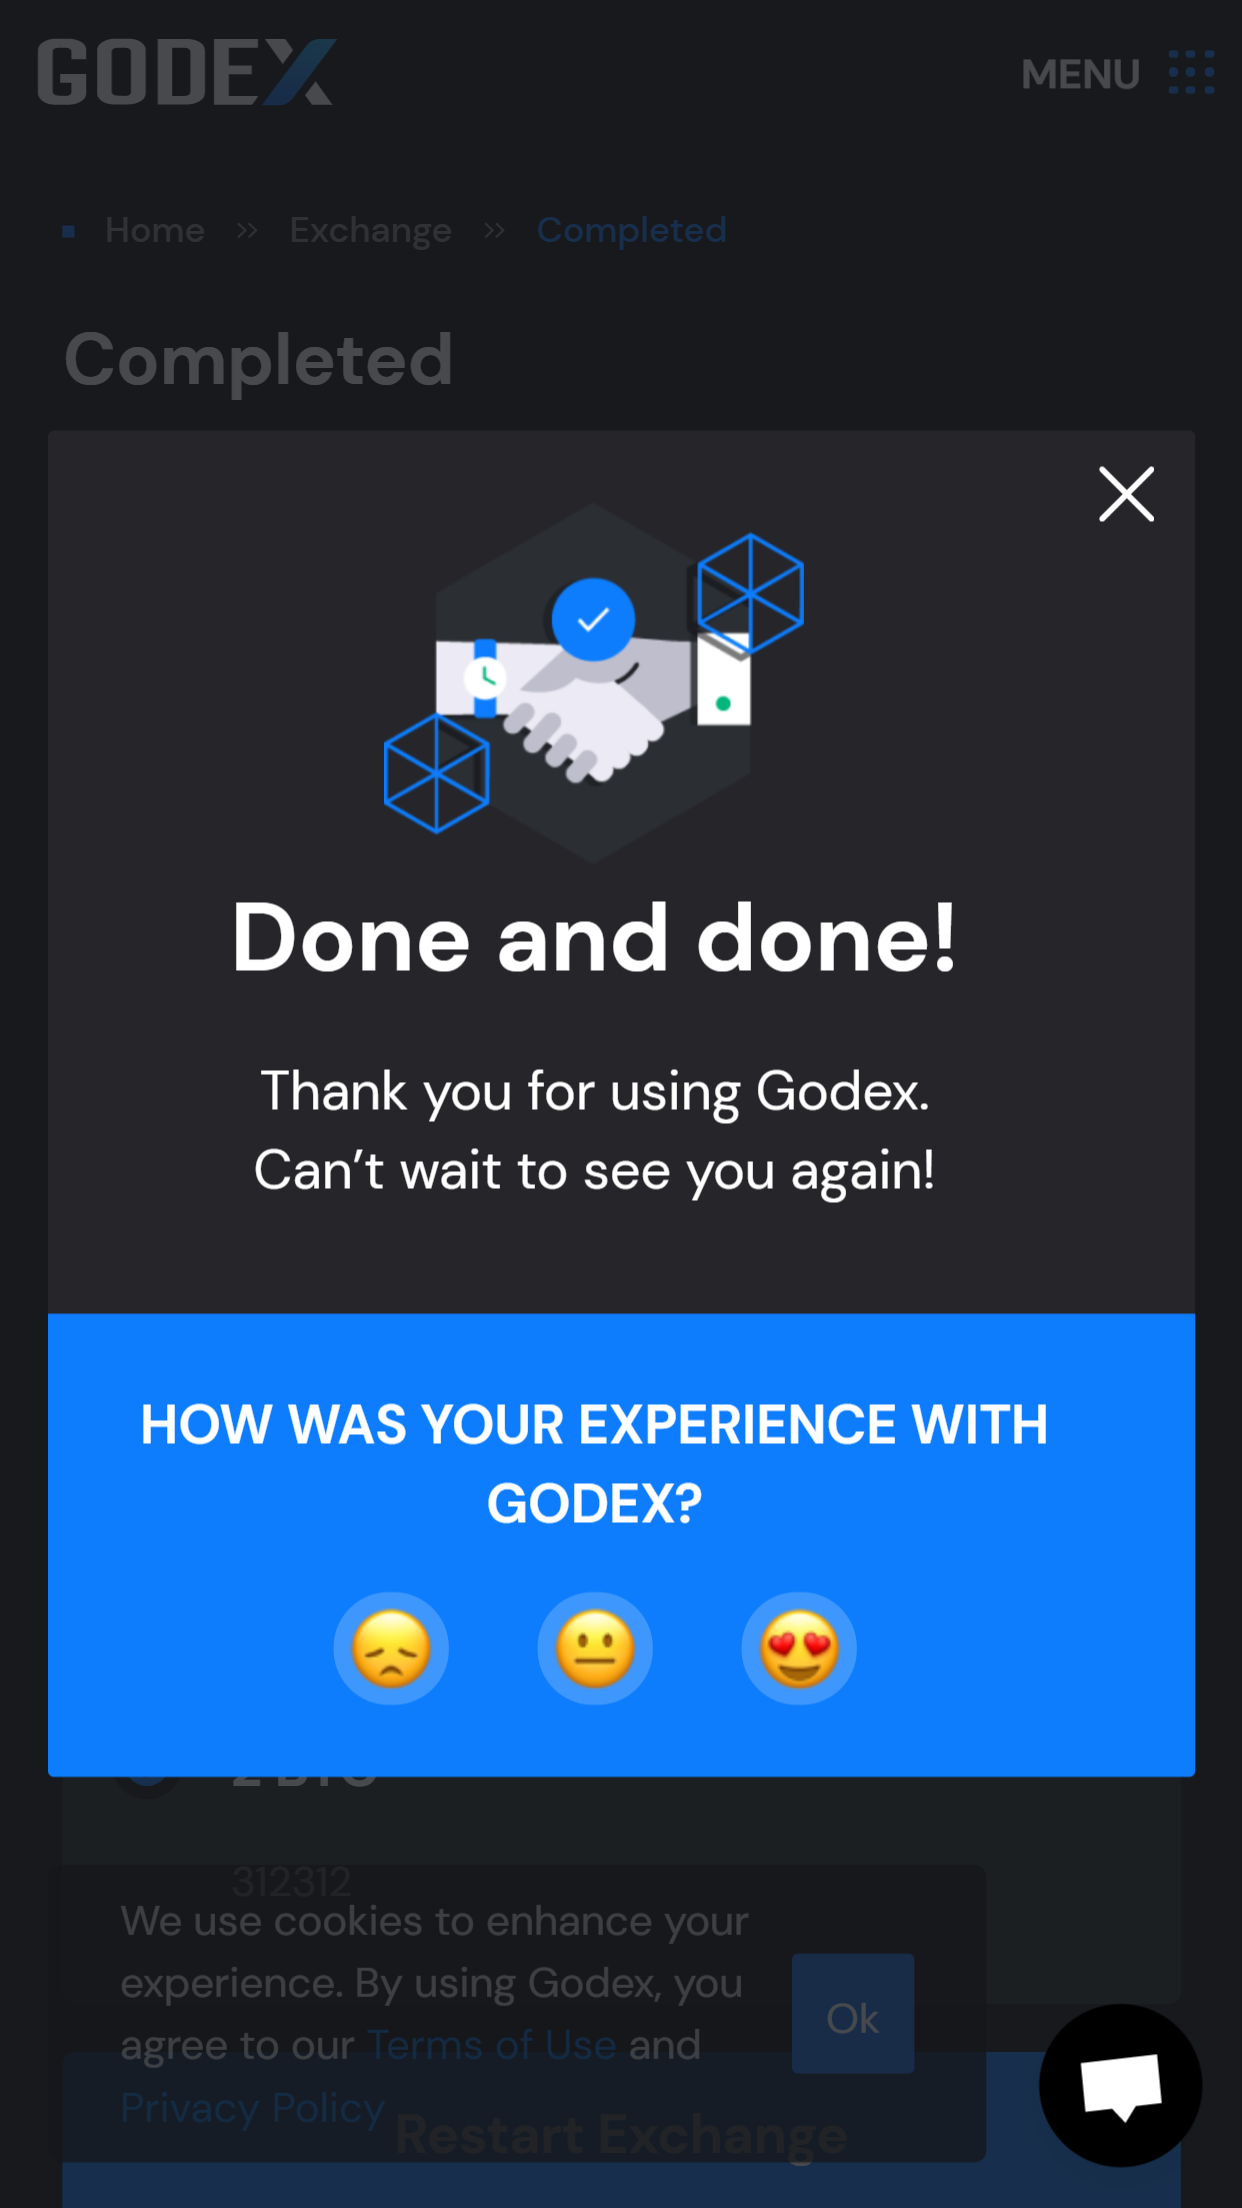 GODEX
MENU
Home » Exchange » Completed
Completed
Done and done!
Thank you for using Godex.
Can’t wait to see you again!
HOW WAS YOUR EXPERIENCE WITH
GODEX?
2 BTC
312312
We use cookies to enhance your
experience. By using Godex, you
agree to our Terms of Use and
Privacy Policy
Ok
Restart Exchange